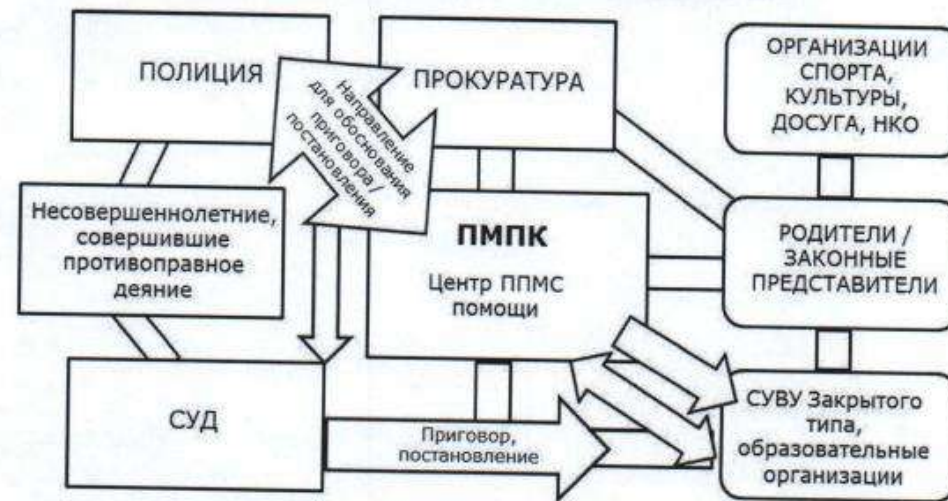 ПОЛИЦИЯ
ПРОКУРАТУРА
ОРГАНИЗАЦИИ
СПОРТА,
КУЛЬТУРЫ,
ДОСУГА, НКО
Направление
для обоснования
приговора/
постановления
Несовершеннолетние,
совершившие
противоправное
деяние
ПМПК
Центр ППМС
помощи
РОДИТЕЛИ /
ЗАКОННЫЕ
ПРЕДСТАВИТЕЛИ
СУД
Приговор,
постановление
СУВУ Закрытого
типа,
образовательные
организации